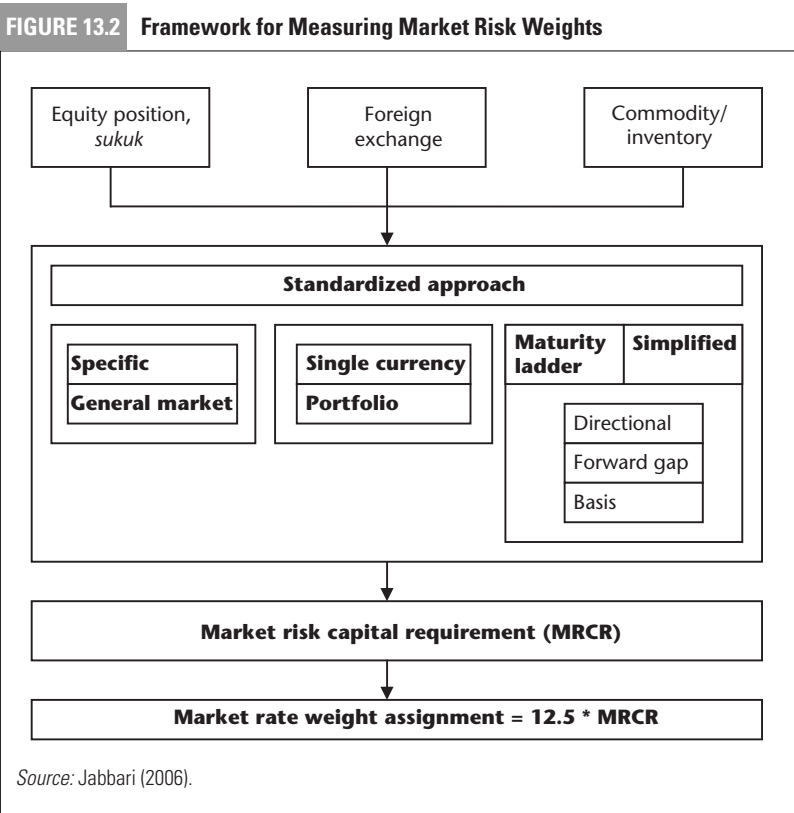 FIGURE 13.2 Framework for Measuring Market Risk Weights
Equity position,
sukuk
Foreign
exchange
Commodity/
inventory
Standardized approach
Specific
General market
Single currency
Portfolio
Maturity
ladder
Simplified
Directional
Forward gap
Basis
Market risk capital requirement (MRCR)
Market rate weight assignment = 12.5 * MRCR
Source: Jabbari (2006).